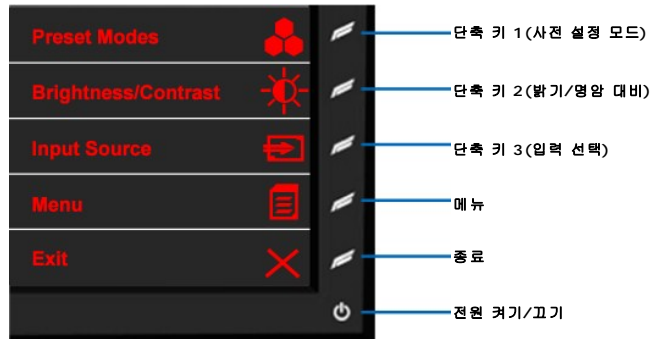 Preset Modes 단축 키 1(사전 설정 모드)
Brightness/Contrast 단축 키 2(밝기/명암 대비)
Input Source 단축 키 3(입력 선택)
Menu 메뉴
Exit 종료
전원 켜기/끄기